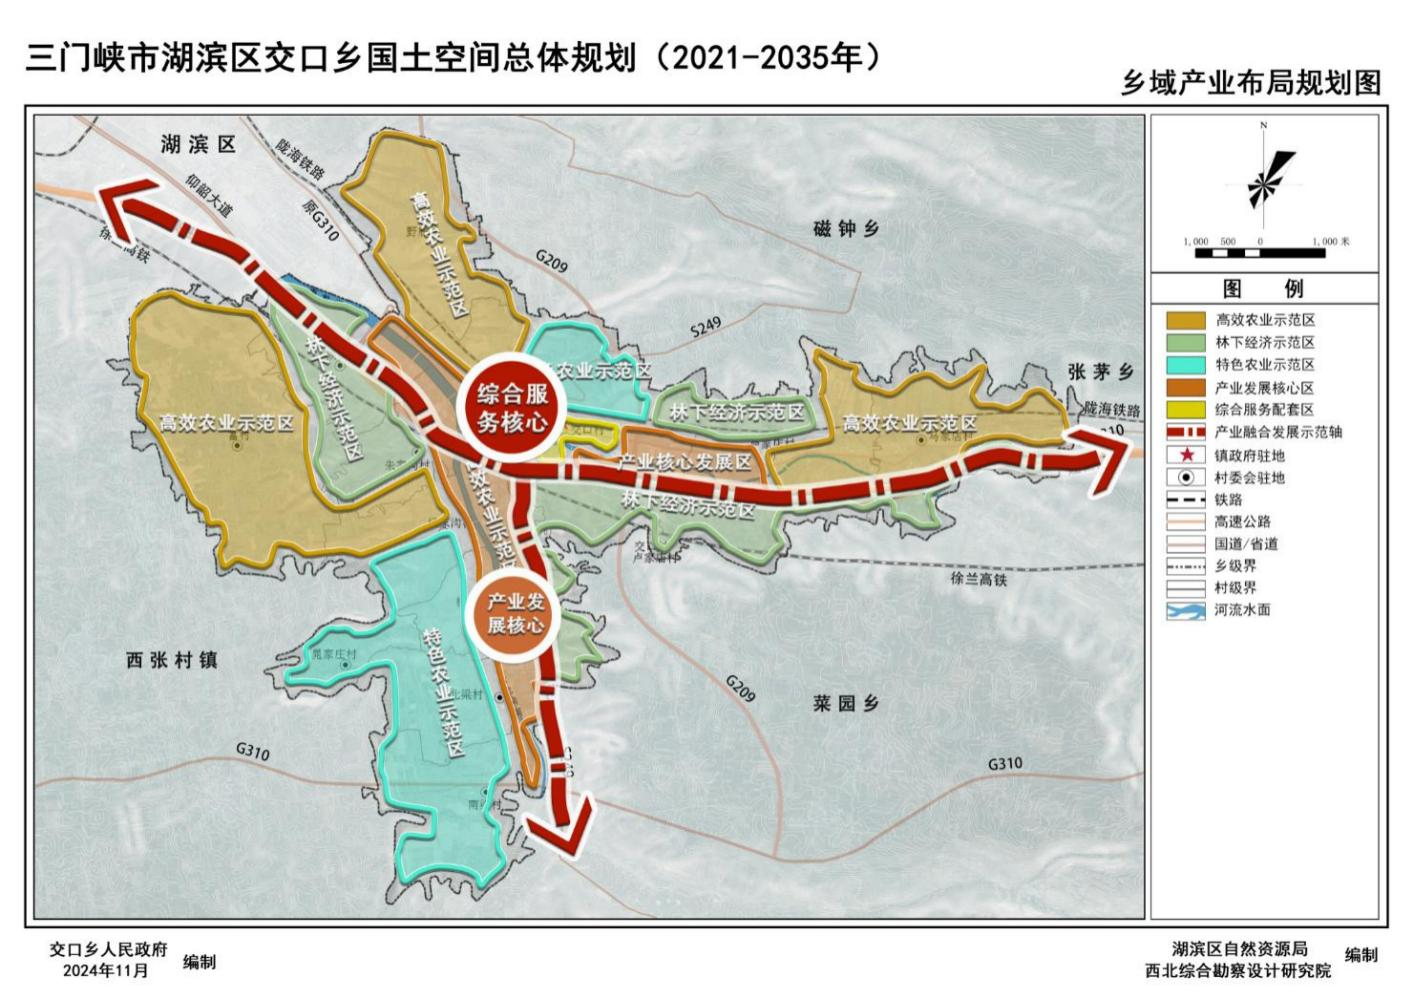 三门峡市湖滨区交口乡国土空间总体规划（2021-2035年）
乡域产业布局规划图
湖滨区
陇海铁路
仰韶大道
原G310
G209
磁钟乡
S249
张茅乡
陇海铁路
高效农业示范区
高效农业示范区
林下经济示范区
综合服
务核心
农业示范区
林下经济示范区
高效农业示范区
产业核心发展区
林下经济示范区
效农业示范
卢家店村
徐兰高铁
产业发
展核心
西张村镇
晁家庄村
特色农业示范区
北梁村
G209
菜园乡
G310
G310
N
1,000 500 0 1,000 米
图 例
高效农业示范区
林下经济示范区
特色农业示范区
产业发展核心区
综合服务配套区
产业融合发展示范轴
镇政府驻地
村委会驻地
铁路
高速公路
国道/省道
乡级界
村级界
河流水面
交口乡人民政府
2024年11月
编制
湖滨区自然资源局
西北综合勘察设计研究院
编制